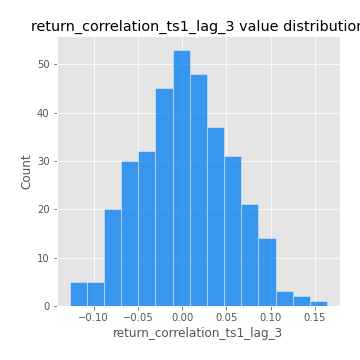 return_correlation_ts1_lag_3 value distribution
50
40
30
20
10
0
Count
−0.10 −0.05 0.00 0.05 0.10 0.15
return_correlation_ts1_lag_3